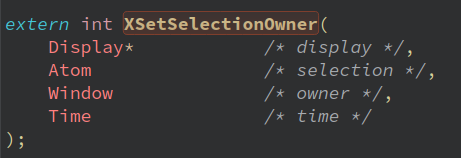 extern int XSetSelectionOwner(
    Display*            /* display */,
    Atom                /* selection */,
    Window              /* owner */,
    Time                /* time */
);